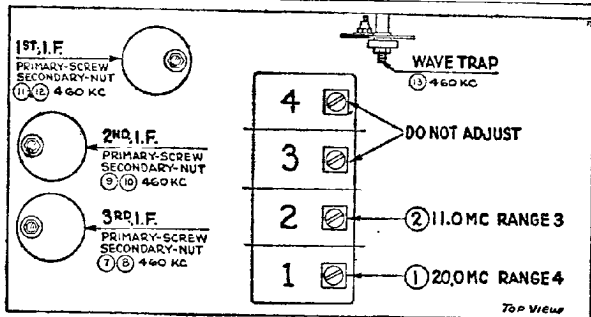 1ST. I.F.
PRIMARY-SCREW
SECONDARY-NUT
11 12 460 KC
2ND. I.F.
PRIMARY-SCREW
SECONDARY-NUT
9 10 460 KC
3RD. I.F.
PRIMARY-SCREW
SECONDARY-NUT
7 8 460 KC
4
3
2
1
WAVE TRAP
13 460 KC
DO NOT ADJUST
2 11.0 MC RANGE 3
1 20.0 MC RANGE 4
TOP VIEW